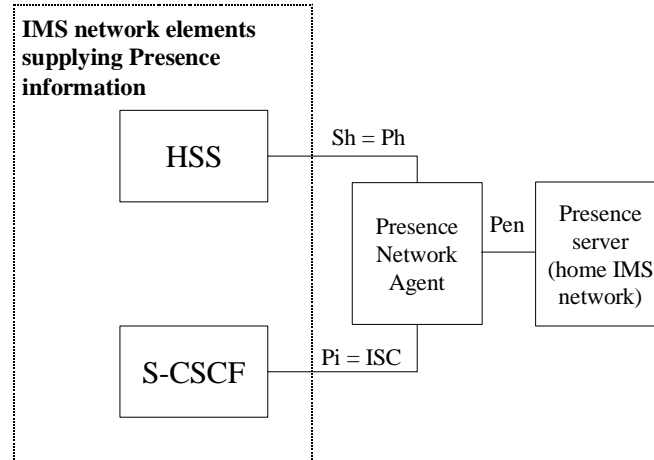 IMS network elements
supplying Presence
information
HSS
Sh = Ph
Presence
Network
Agent
Pen
Presence
server
(home IMS
network)
S-CSCF
Pi = ISC